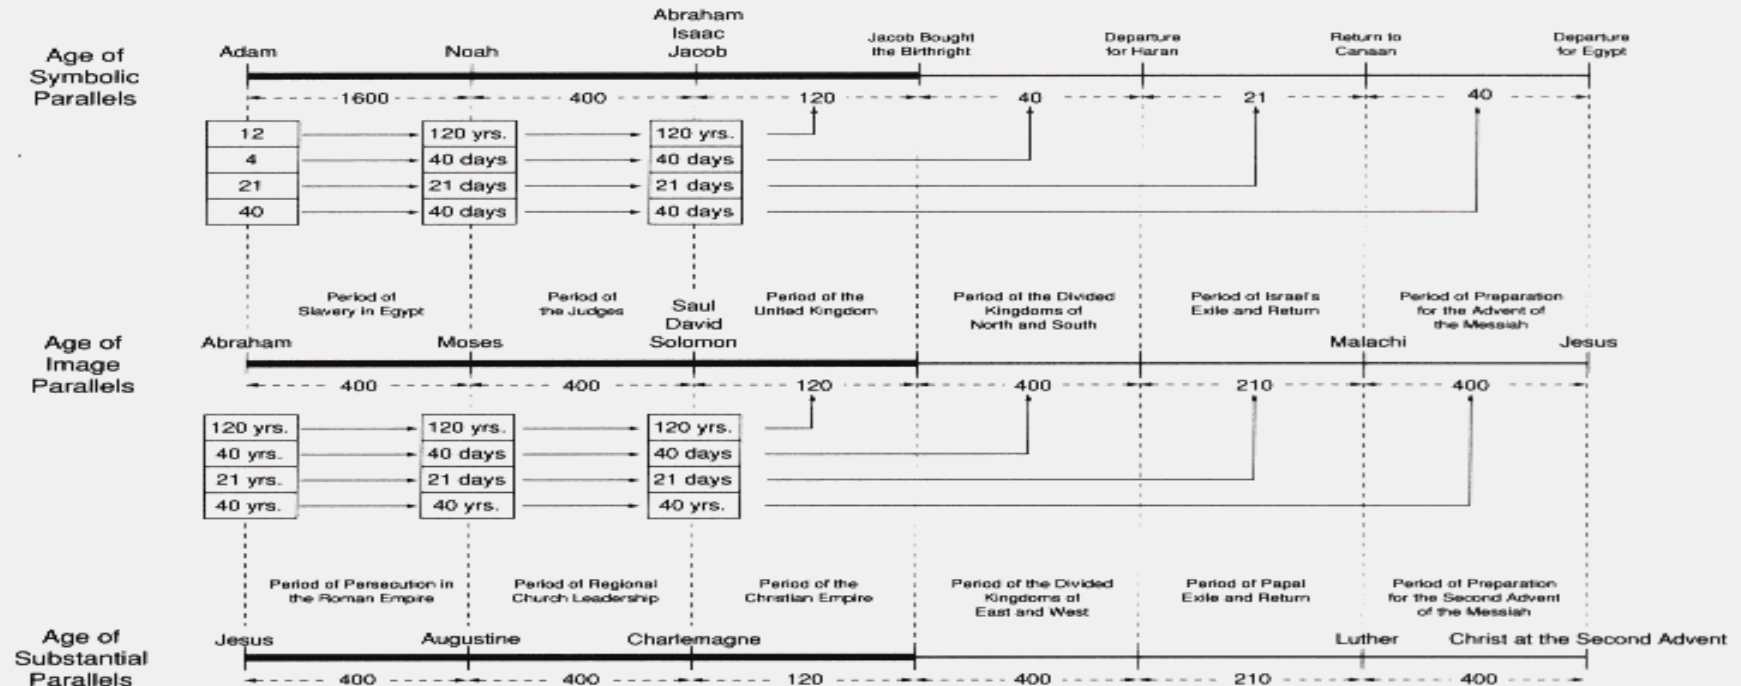 Age of
Symbolic
Parallels
Adam
Noah
Abraham
Isaac
Jacob
Jacob Bought
the Birthright
Departure
for Haran
Return to
Canaan
Departure
for Egypt
1600 400 120 40 21 40
12 120 yrs. 120 yrs.
4 40 days 40 days
21 21 days 21 days
40 40 days 40 days
Period of
Slavery in Egypt
Period of
the Judges
Period of the
United Kingdom
Period of the Divided
Kingdoms of
North and South
Period of Israel's
Exile and Return
Period of Preparation
for the Advent of
the Messiah
Age of
Image
Parallels
Abraham
Moses
Saul
David
Solomon
Malachi
Jesus
400 400 120 400 210 400
120 yrs. 120 yrs. 120 yrs.
40 yrs. 40 days 40 days
21 yrs. 21 days 21 days
40 yrs. 40 yrs. 40 yrs.
Period of Persecution in
the Roman Empire
Period of Regional
Church Leadership
Period of the
Christian Empire
Period of the Divided
Kingdoms of
East and West
Period of Papal
Exile and Return
Period of Preparation
for the Second Advent
of the Messiah
Age of
Substantial
Parallels
Jesus
Augustine
Charlemagne
Luther
Christ at the Second Advent
400 400 120 400 210 400